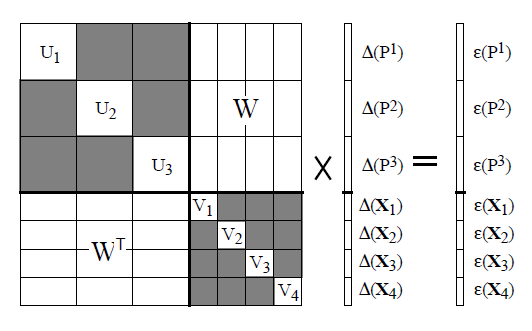 U1 Δ(P1) ε(P1)
U2 W Δ(P2) ε(P2)
U3 × Δ(P3) = ε(P3)
V1 Δ(X1) ε(X1)
V2 Δ(X2) ε(X2)
WT V3 Δ(X3) ε(X3)
V4 Δ(X4) ε(X4)